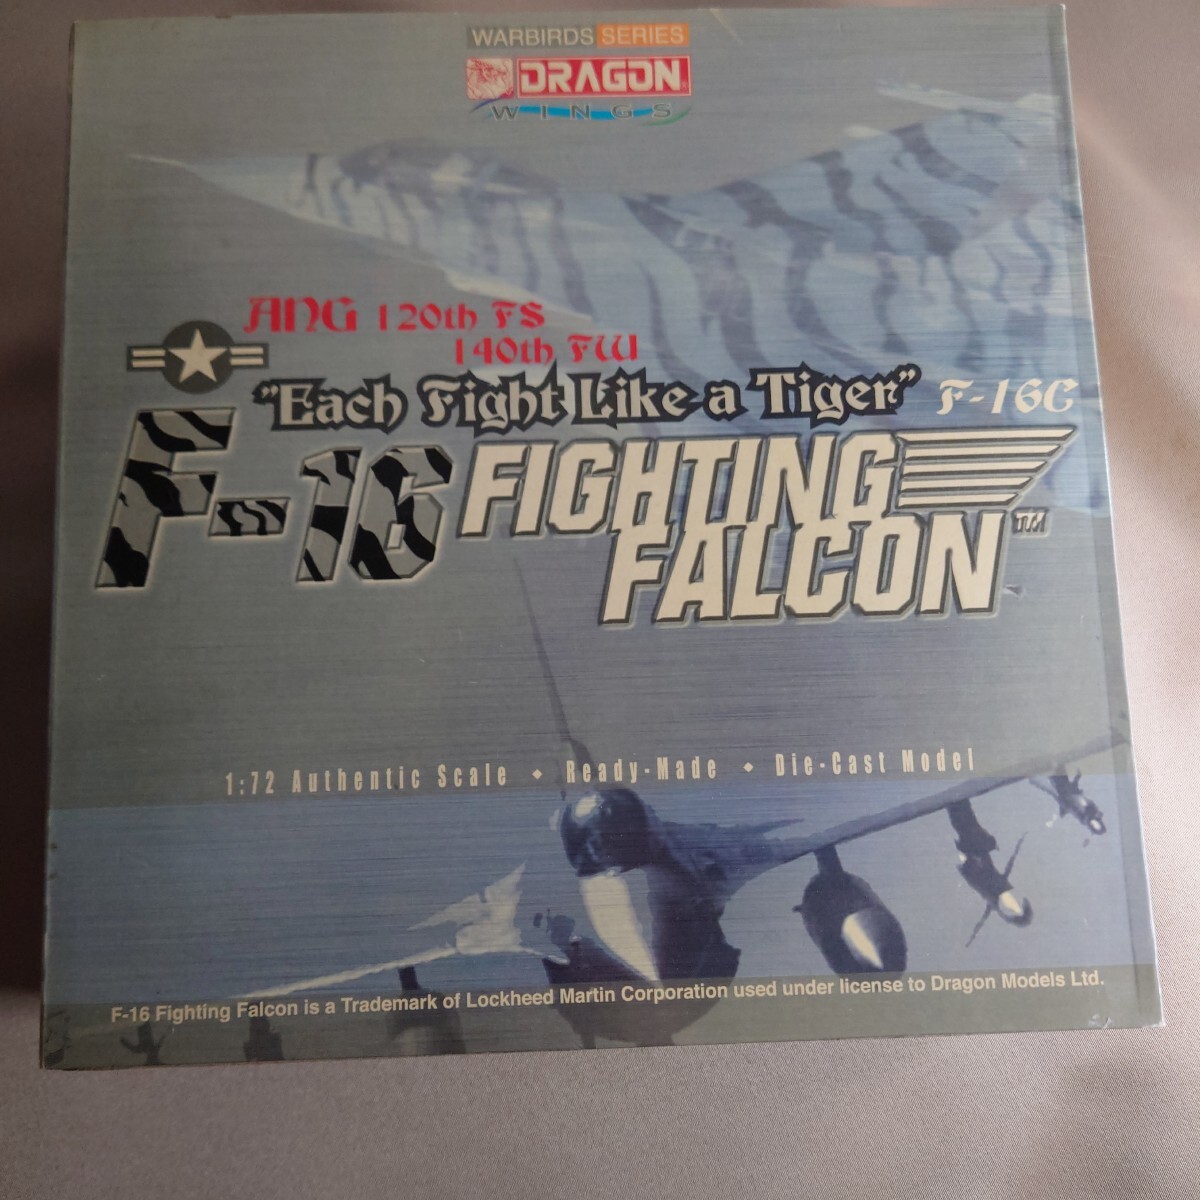 WARBIRDS SERIES
DRAGON
WINGS
ANG 120th FS
140th FW
"Each Fight Like a Tiger" F-16C
F-16 FIGHTING
FALCON™
1:72 Authentic Scale ◆ Ready-Made ◆ Die-Cast Model
F-16 Fighting Falcon is a Trademark of Lockheed Martin Corporation used under license to Dragon Models Ltd.